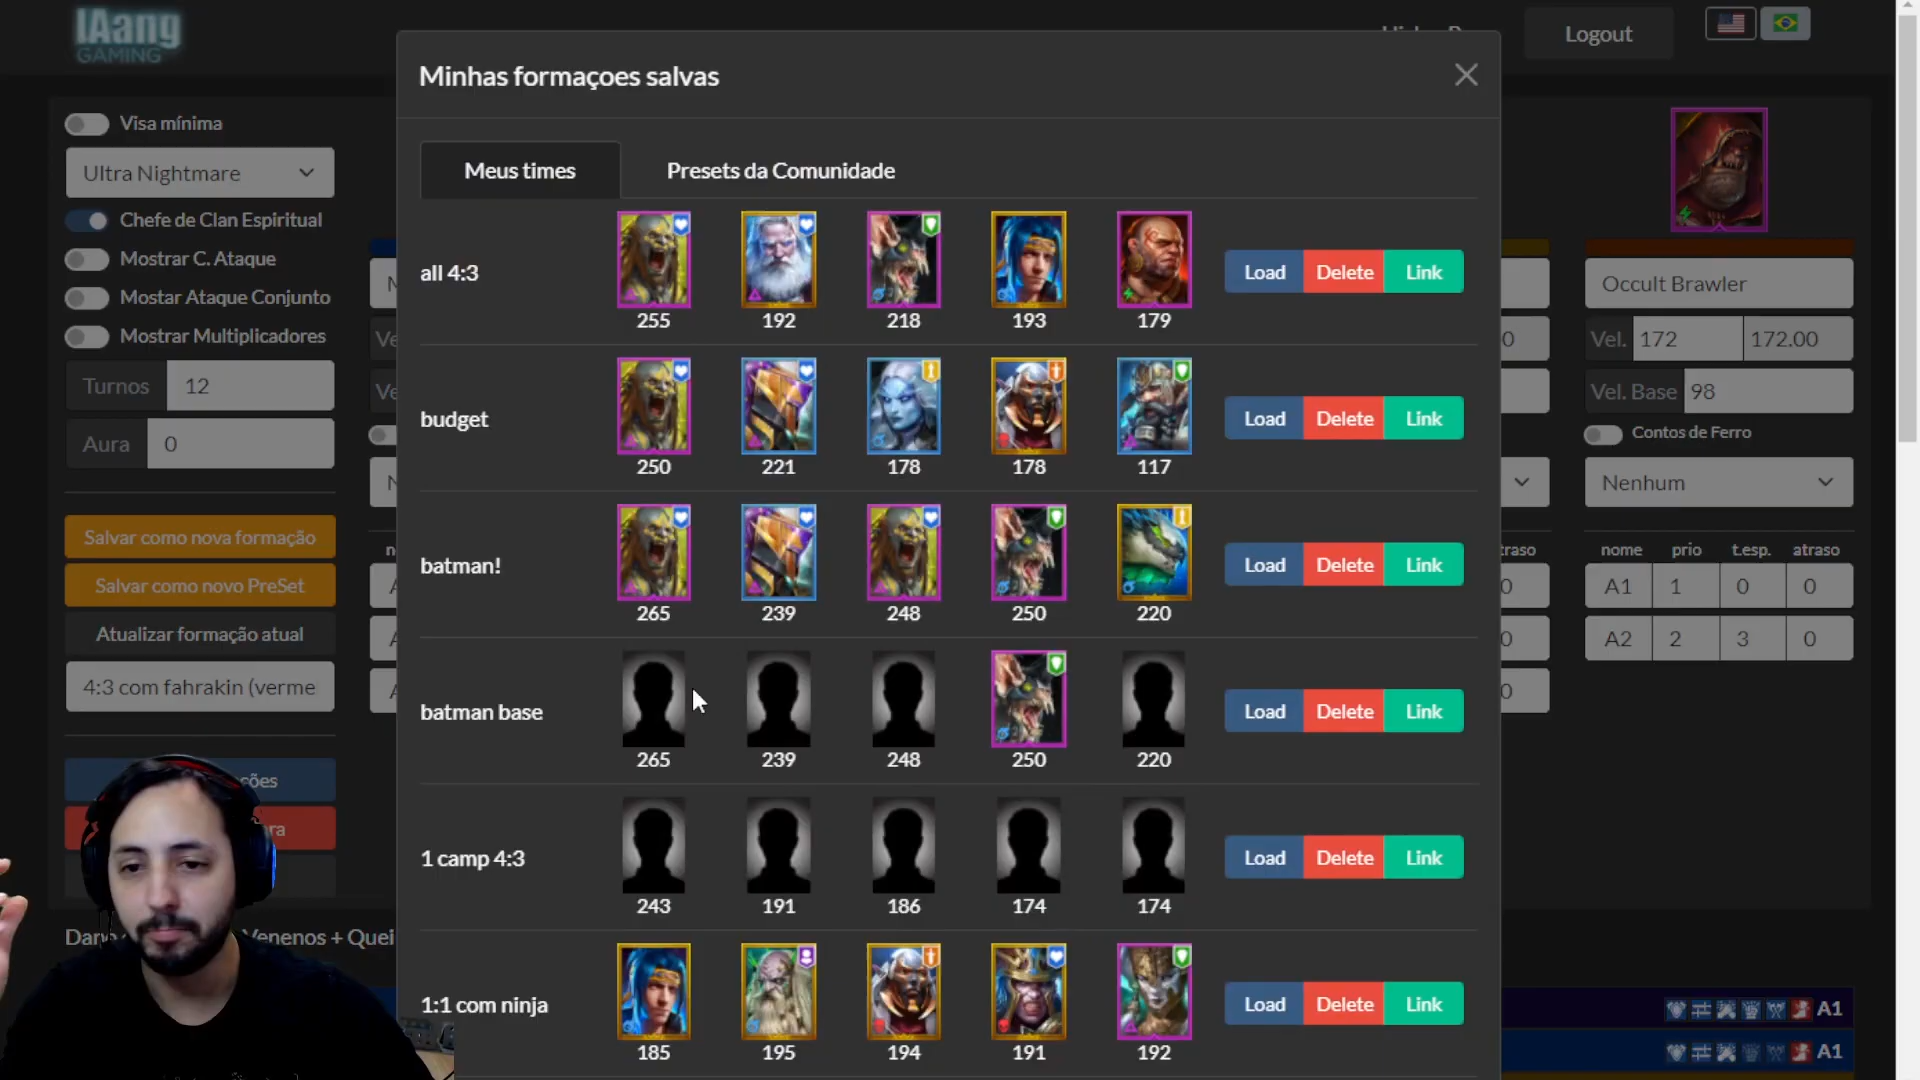 IAang
GAMING
Logout
Minhas formaçoes salvas
Visa mínima
Ultra Nightmare
Chefe de Clan Espiritual
Mostrar C. Ataque
Mostar Ataque Conjunto
Mostrar Multiplicadores
Turnos 12
Aura 0
Salvar como nova formação
Salvar como novo PreSet
Atualizar formação atual
4:3 com fahrakin (verme
Meus times
Presets da Comunidade
all 4:3
255 192 218 193 179
Load Delete Link
budget
250 221 178 178 117
Load Delete Link
batman!
265 239 248 250 220
Load Delete Link
batman base
265 239 248 250 220
Load Delete Link
1 camp 4:3
243 191 186 174 174
Load Delete Link
1:1 com ninja
185 195 194 191 192
Load Delete Link
Occult Brawler
Vel. 172 172.00
Vel. Base 98
Contos de Ferro
Nenhum
nome prio t.esp. atraso
A1 1 0 0
A2 2 3 0
Venenos + Quei
A1
A1